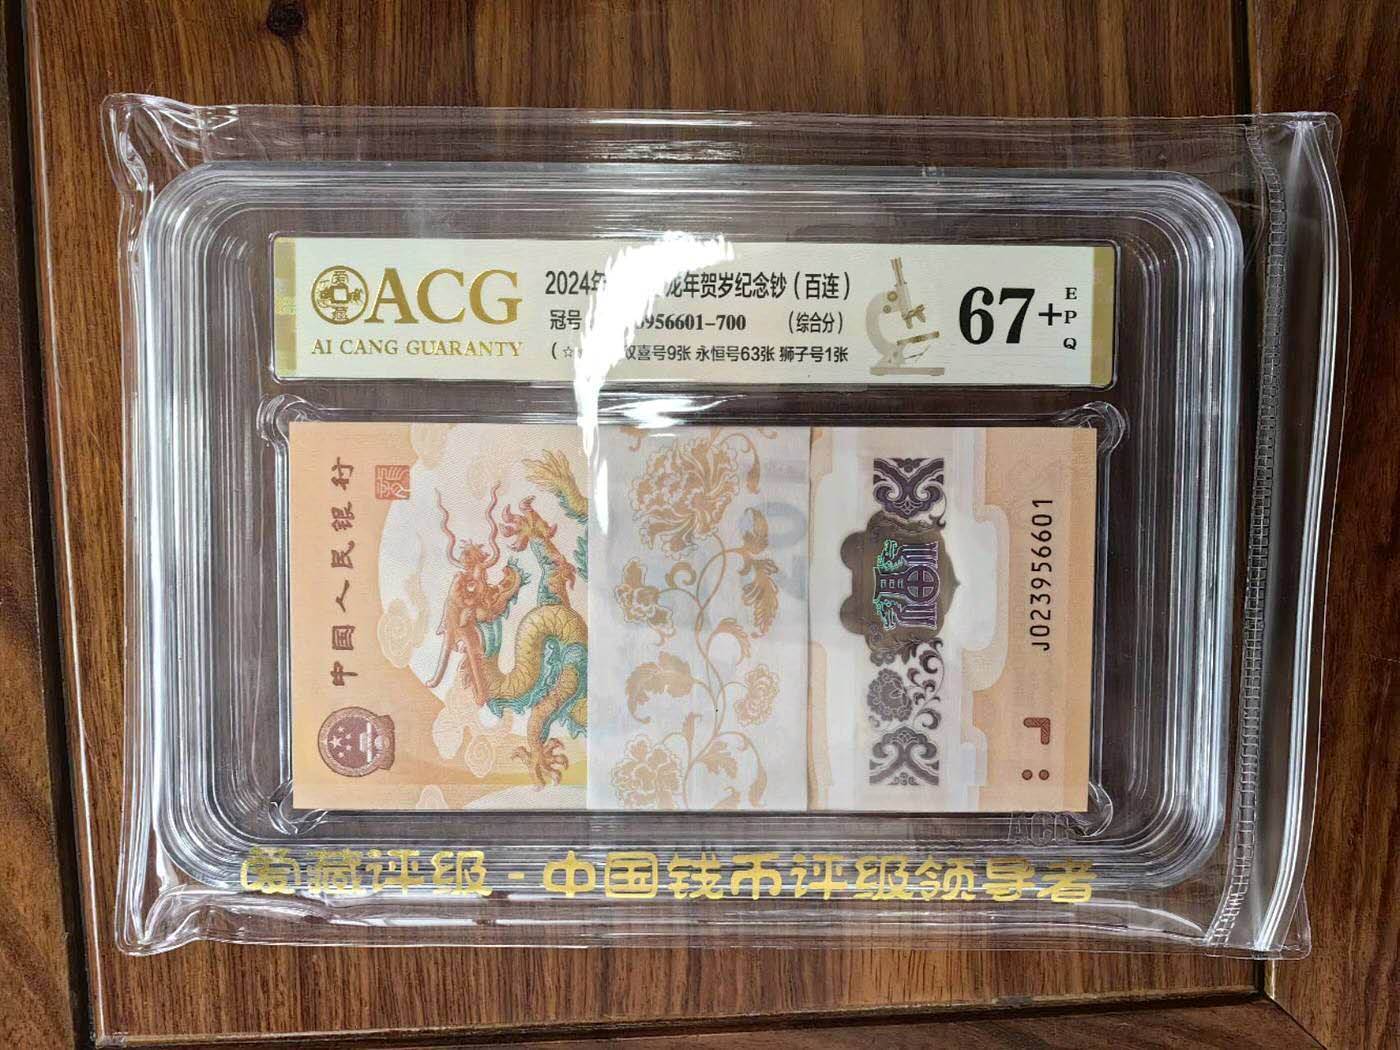 ACG
AI CANG GUARANTY
2024年 龙年贺岁纪念钞（百连）
冠号 956601-700 （综合分）
（☆ 双喜号9张 永恒号63张 狮子号1张
67+
EPQ
中国人民银行
J023956601
爱藏评级-中国钱币评级领导者